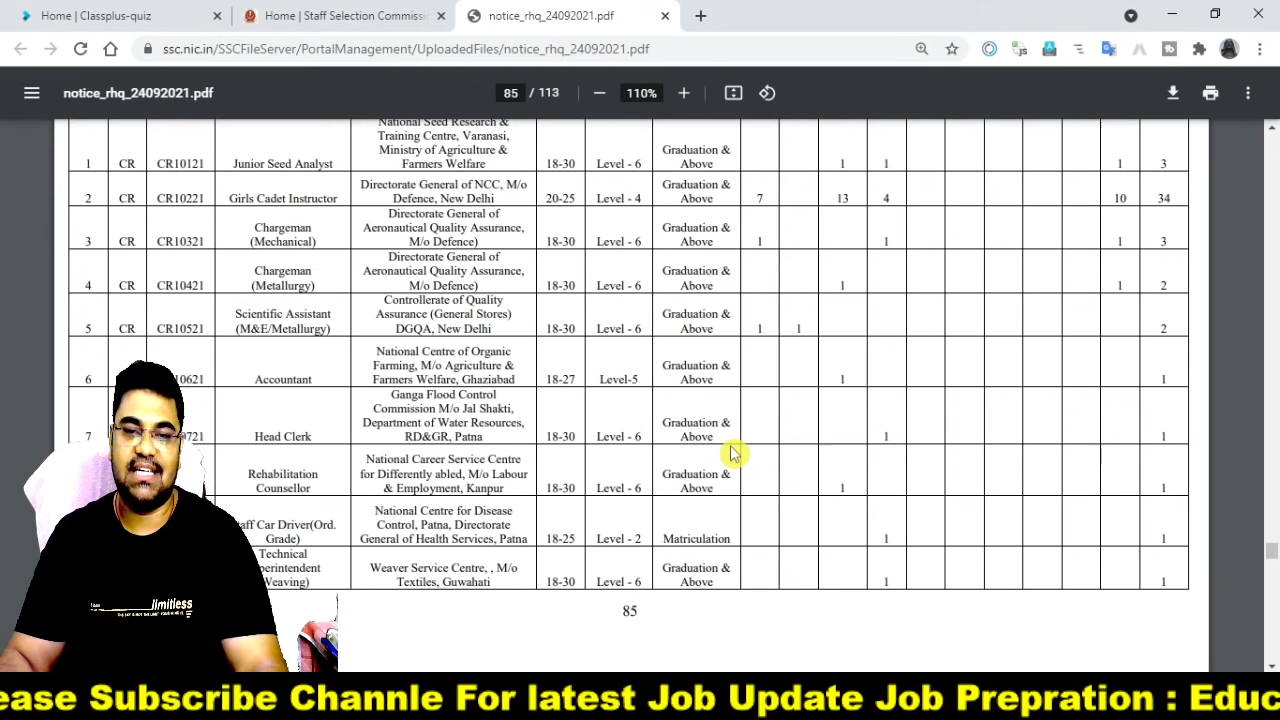 Home | Classplus-quiz
Home | Staff Selection Commissi
notice_rhq_24092021.pdf
ssc.nic.in/SSCFileServer/PortalManagement/UploadedFiles/notice_rhq_24092021.pdf
notice_rhq_24092021.pdf
85 / 113
110%
National Seed Research &
Training Centre, Varanasi,
Ministry of Agriculture &
Farmers Welfare
1 CR CR10121 Junior Seed Analyst 18-30 Level - 6 Graduation & Above 1 1 1 3
Directorate General of NCC, M/o
Defence, New Delhi
2 CR CR10221 Girls Cadet Instructor 20-25 Level - 4 Graduation & Above 7 13 4 10 34
Directorate General of
Aeronautical Quality Assurance,
M/o Defence)
3 CR CR10321 Chargeman (Mechanical) 18-30 Level - 6 Graduation & Above 1 1 1 3
Directorate General of
Aeronautical Quality Assurance,
M/o Defence)
4 CR CR10421 Chargeman (Metallurgy) 18-30 Level - 6 Graduation & Above 1 1 2
Controllerate of Quality
Assurance (General Stores)
DGQA, New Delhi
5 CR CR10521 Scientific Assistant (M&E/Metallurgy) 18-30 Level - 6 Graduation & Above 1 1 2
National Centre of Organic
Farming, M/o Agriculture &
Farmers Welfare, Ghaziabad
6 10621 Accountant 18-27 Level-5 Graduation & Above 1 1
Ganga Flood Control
Commission M/o Jal Shakti,
Department of Water Resources,
RD&GR, Patna
7 0721 Head Clerk 18-30 Level - 6 Graduation & Above 1 1
National Career Service Centre
for Differently abled, M/o Labour
& Employment, Kanpur
Rehabilitation Counsellor 18-30 Level - 6 Graduation & Above 1 1
National Centre for Disease
Control, Patna, Directorate
General of Health Services, Patna
aff Car Driver(Ord. Grade) 18-25 Level - 2 Matriculation 1 1
Weaver Service Centre, , M/o
Textiles, Guwahati
Technical perintendent Weaving) 18-30 Level - 6 Graduation & Above 1 1
85
limitless
ease Subscribe Channle For latest Job Update Job Prepration : Educ